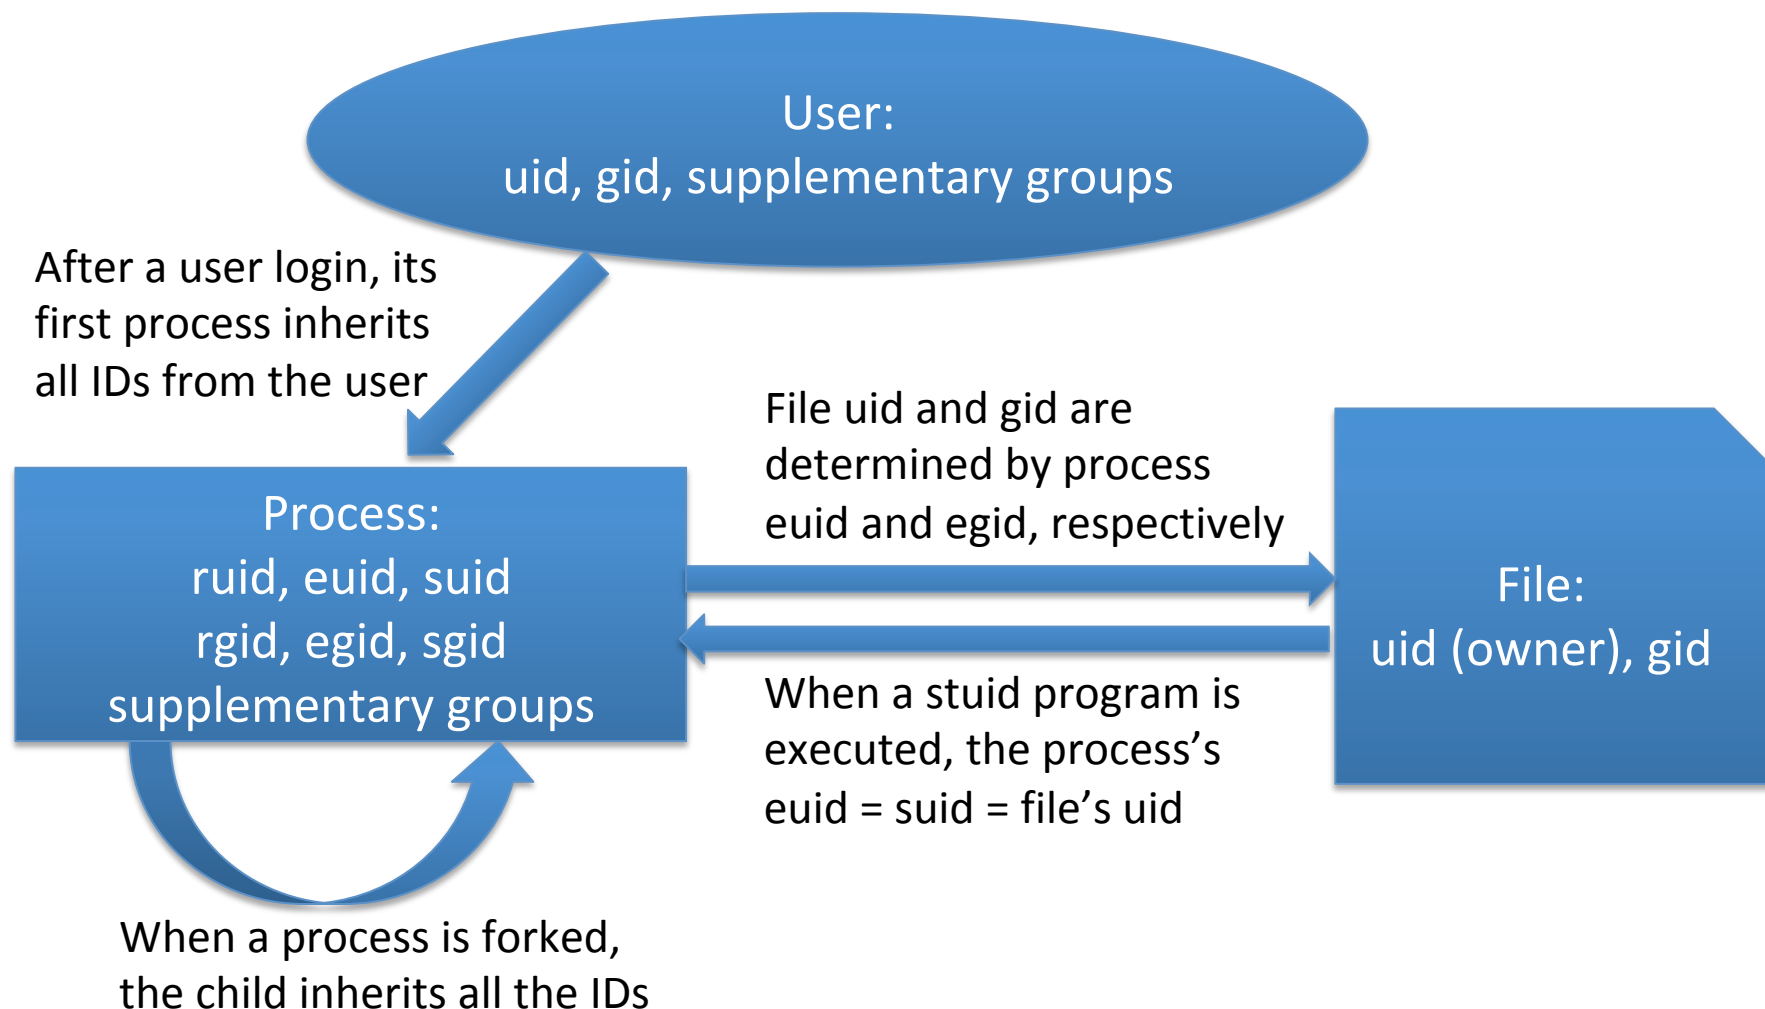 User:
uid, gid, supplementary groups
After a user login, its
first process inherits
all IDs from the user
Process:
ruid, euid, suid
rgid, egid, sgid
supplementary groups
File uid and gid are
determined by process
euid and egid, respectively
When a stuid program is
executed, the process’s
euid = suid = file’s uid
File:
uid (owner), gid
When a process is forked,
the child inherits all the IDs